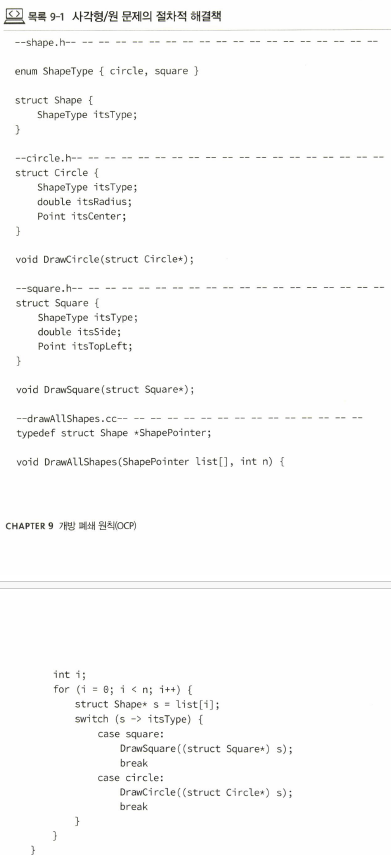 목록 9-1 사각형/원 문제의 절차적 해결책
--shape.h-- -- -- -- -- -- -- -- -- -- -- -- -- -- -- -- -- --
enum ShapeType { circle, square }
struct Shape {
ShapeType itsType;
}
--circle.h-- -- -- -- -- -- -- -- -- -- -- -- -- -- -- -- -- --
struct Circle {
ShapeType itsType;
double itsRadius;
Point itsCenter;
}
void DrawCircle(struct Circle*);
--square.h-- -- -- -- -- -- -- -- -- -- -- -- -- -- -- -- -- --
struct Square {
ShapeType itsType;
double itsSide;
Point itsTopLeft;
}
void DrawSquare(struct Square*);
--drawAllShapes.cc-- -- -- -- -- -- -- -- -- -- -- -- -- --
typedef struct Shape *ShapePointer;
void DrawAllShapes(ShapePointer list[], int n) {
CHAPTER 9 개방 폐쇄 원칙(OCP)
int i;
for (i = 0; i < n; i++) {
struct Shape* s = list[i];
switch (s -> itsType) {
case square:
DrawSquare((struct Square*) s);
break
case circle:
DrawCircle((struct Circle*) s);
break
}
}
}